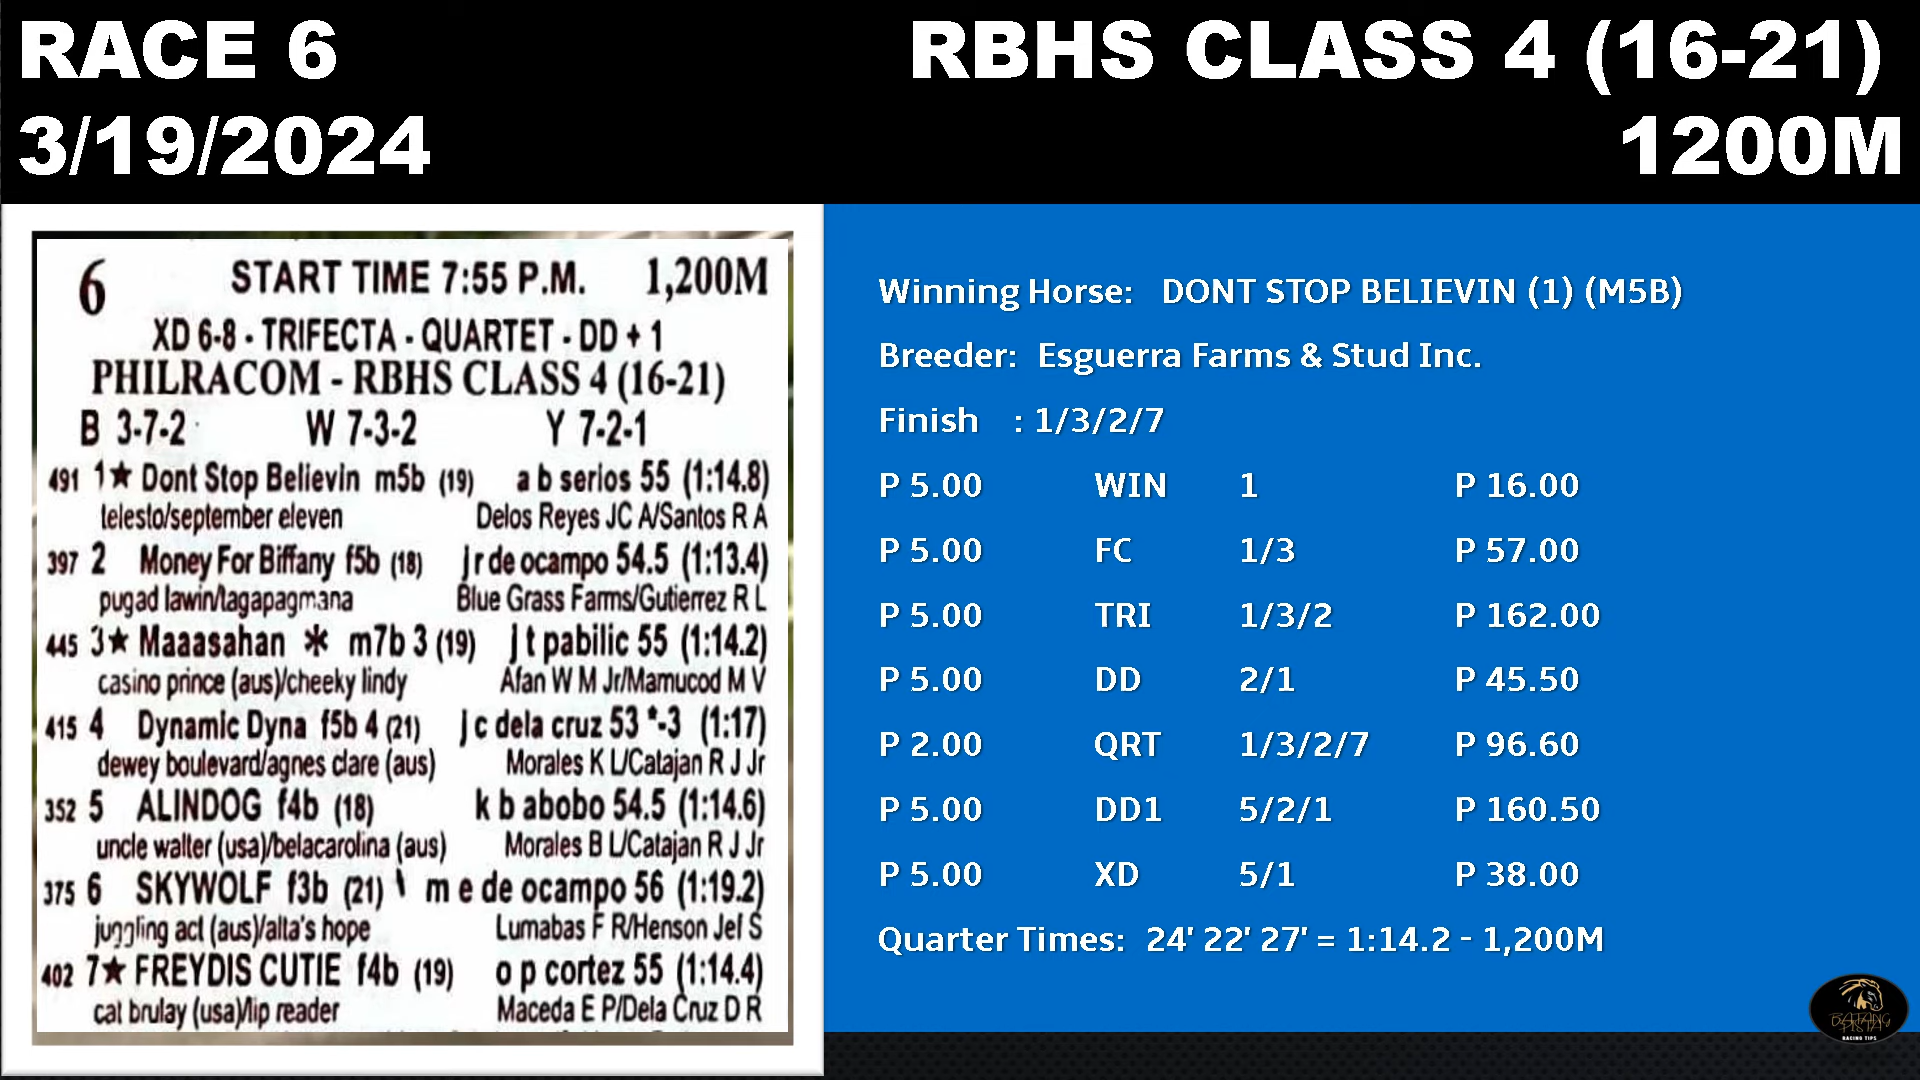 RACE 6
3/19/2024
RBHS CLASS 4 (16-21)
1200M
6 START TIME 7:55 P.M. 1,200M
XD 6-8 - TRIFECTA - QUARTET - DD + 1
PHILRACOM - RBHS CLASS 4 (16-21)
B 3-7-2 W 7-3-2 Y 7-2-1
491 1★ Dont Stop Believin m5b (19) a b serios 55 (1:14.8)
telesto/september eleven Delos Reyes JC A/Santos R A
397 2 Money For Biffany f5b (18) j r de ocampo 54.5 (1:13.4)
pugad lawin/tagapagmana Blue Grass Farms/Gutierrez R L
445 3★ Maaasahan * m7b 3 (19) j t pabilic 55 (1:14.2)
casino prince (aus)/cheeky lindy Afan W M Jr/Mamucod M V
415 4 Dynamic Dyna f5b 4 (21) j c dela cruz 53 *-3 (1:17)
dewey boulevard/agnes clare (aus) Morales K L/Catajan R J Jr
352 5 ALINDOG f4b (18) k b abobo 54.5 (1:14.6)
uncle walter (usa)/belacarolina (aus) Morales B L/Catajan R J Jr
375 6 SKYWOLF f3b (21) m e de ocampo 56 (1:19.2)
juggling act (aus)/alta's hope Lumabas F R/Henson Jef S
402 7★ FREYDIS CUTIE f4b (19) o p cortez 55 (1:14.4)
cat brulay (usa)/lip reader Maceda E P/Dela Cruz D R
Winning Horse: DONT STOP BELIEVIN (1) (M5B)
Breeder: Esguerra Farms & Stud Inc.
Finish : 1/3/2/7
P 5.00 WIN 1 P 16.00
P 5.00 FC 1/3 P 57.00
P 5.00 TRI 1/3/2 P 162.00
P 5.00 DD 2/1 P 45.50
P 2.00 QRT 1/3/2/7 P 96.60
P 5.00 DD1 5/2/1 P 160.50
P 5.00 XD 5/1 P 38.00
Quarter Times: 24' 22' 27' = 1:14.2 - 1,200M
BATANG
PISTA
RACING TIPS